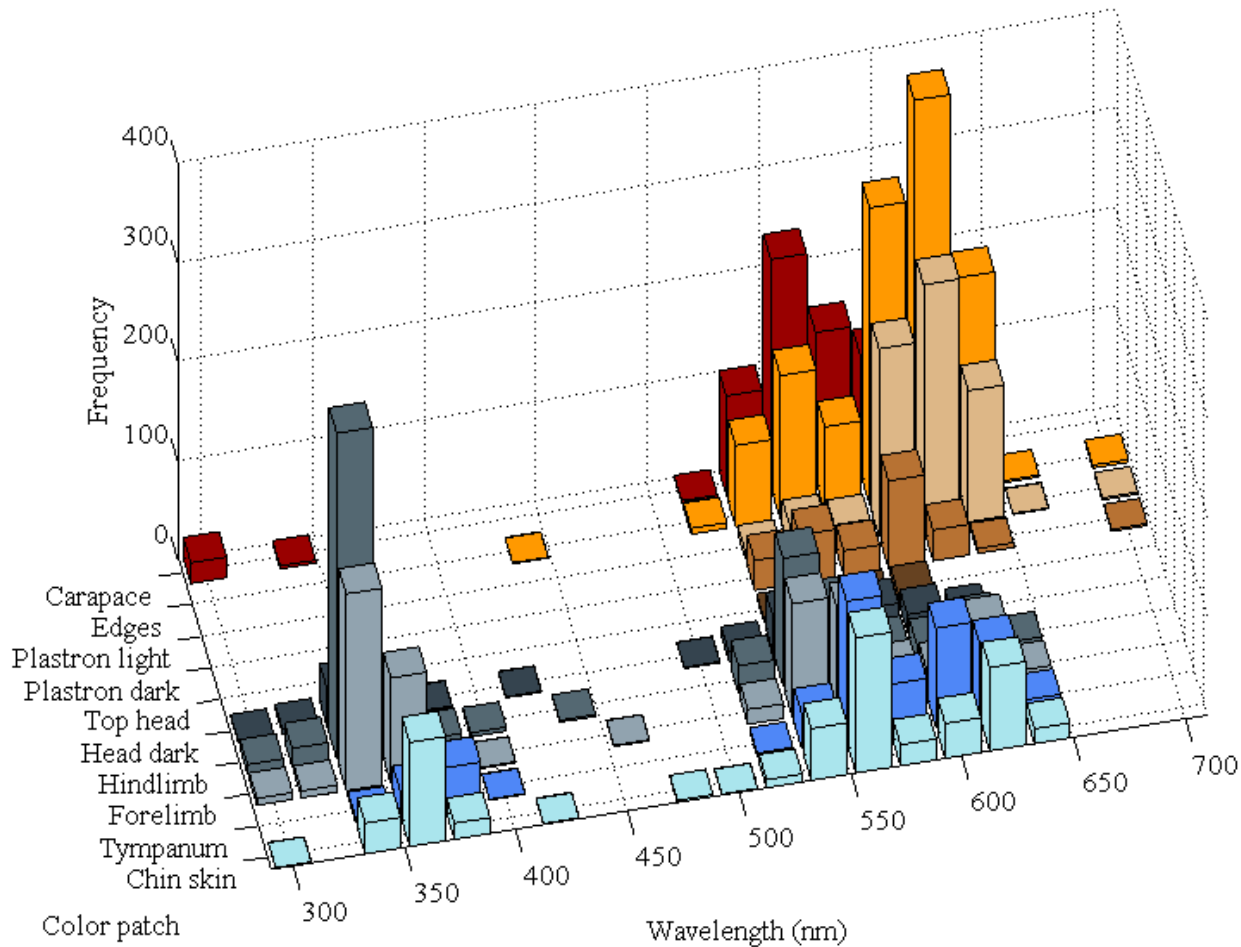 400
300
200
100
0
Frequency
Carapace
Edges
Plastron light
Plastron dark
Top head
Head dark
Hindlimb
Forelimb
Tympanum
Chin skin
Color patch
300
350
400
450
500
550
600
650
700
Wavelength (nm)